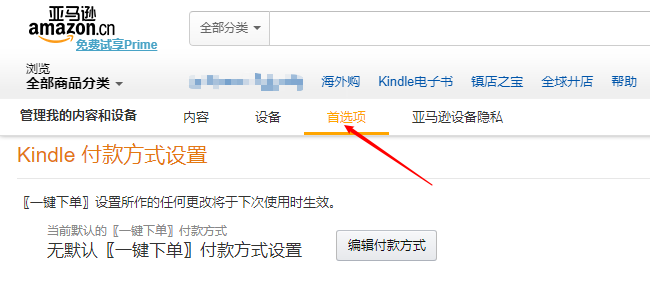 亚马逊
amazon.cn
免费试享Prime
全部分类
浏览
全部商品分类
海外购 Kindle电子书 镇店之宝 全球开店 帮助
管理我的内容和设备 内容 设备 首选项 亚马逊设备隐私
Kindle 付款方式设置
〖一键下单〗设置所作的任何更改将于下次使用时生效。
当前默认的〖一键下单〗付款方式
无默认〖一键下单〗付款方式设置
编辑付款方式